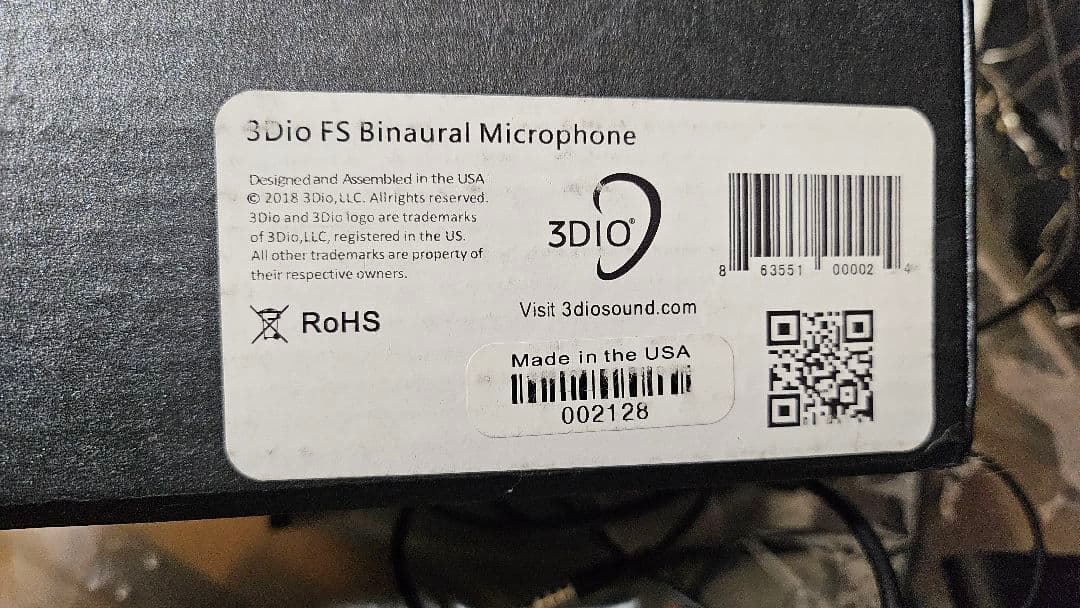 3Dio FS Binaural Microphone
Designed and Assembled in the USA
© 2018 3Dio, LLC. All rights reserved.
3Dio and 3Dio logo are trademarks
of 3Dio, LLC, registered in the US.
All other trademarks are property of
their respective owners.
RoHS
3DIO®
Visit 3diosound.com
Made in the USA
002128
8 63551 00002 4